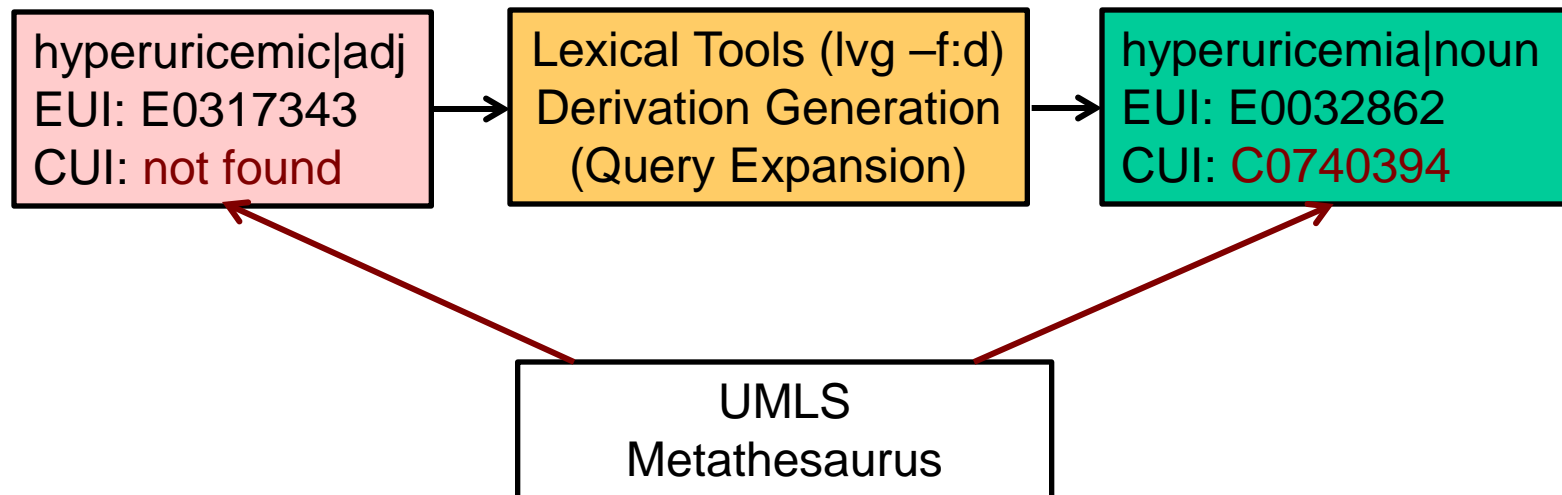 hyperuricemic|adj
EUI: E0317343
CUI: not found
Lexical Tools (lvg –f:d)
Derivation Generation
(Query Expansion)
hyperuricemia|noun
EUI: E0032862
CUI: C0740394
UMLS
Metathesaurus